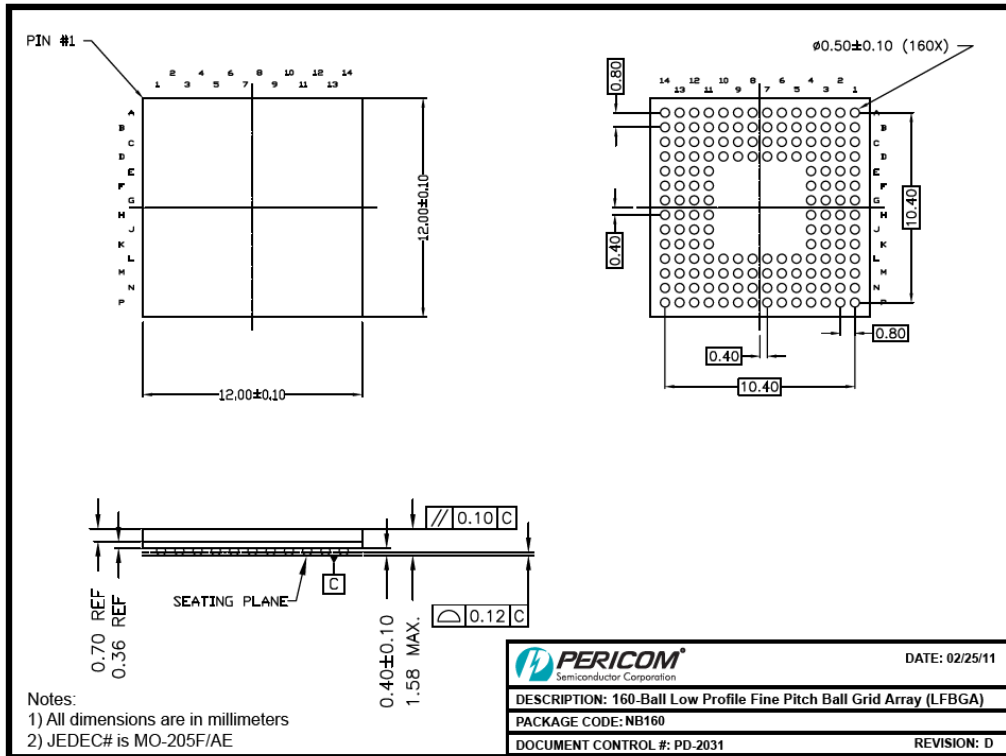 PIN #1
2 4 6 8 10 12 14
1 3 5 7 9 11 13
A
B
C
D
E
F
G
H
J
K
L
M
N
P
12.00±0.10
12.00±0.10
ø0.50±0.10 (160X)
0.80
14 12 10 8 6 4 2
13 11 9 7 5 3 1
A
B
C
D
E
F
G
H
J
K
L
M
N
P
10.40
0.40
0.80
0.40
10.40
// 0.10 C
C
SEATING PLANE
0.12 C
0.70 REF
0.36 REF
0.40±0.10
1.58 MAX.
Notes:
1) All dimensions are in millimeters
2) JEDEC# is MO-205F/AE
PERICOM®
Semiconductor Corporation
DATE: 02/25/11
DESCRIPTION: 160-Ball Low Profile Fine Pitch Ball Grid Array (LFBGA)
PACKAGE CODE: NB160
DOCUMENT CONTROL #: PD-2031
REVISION: D